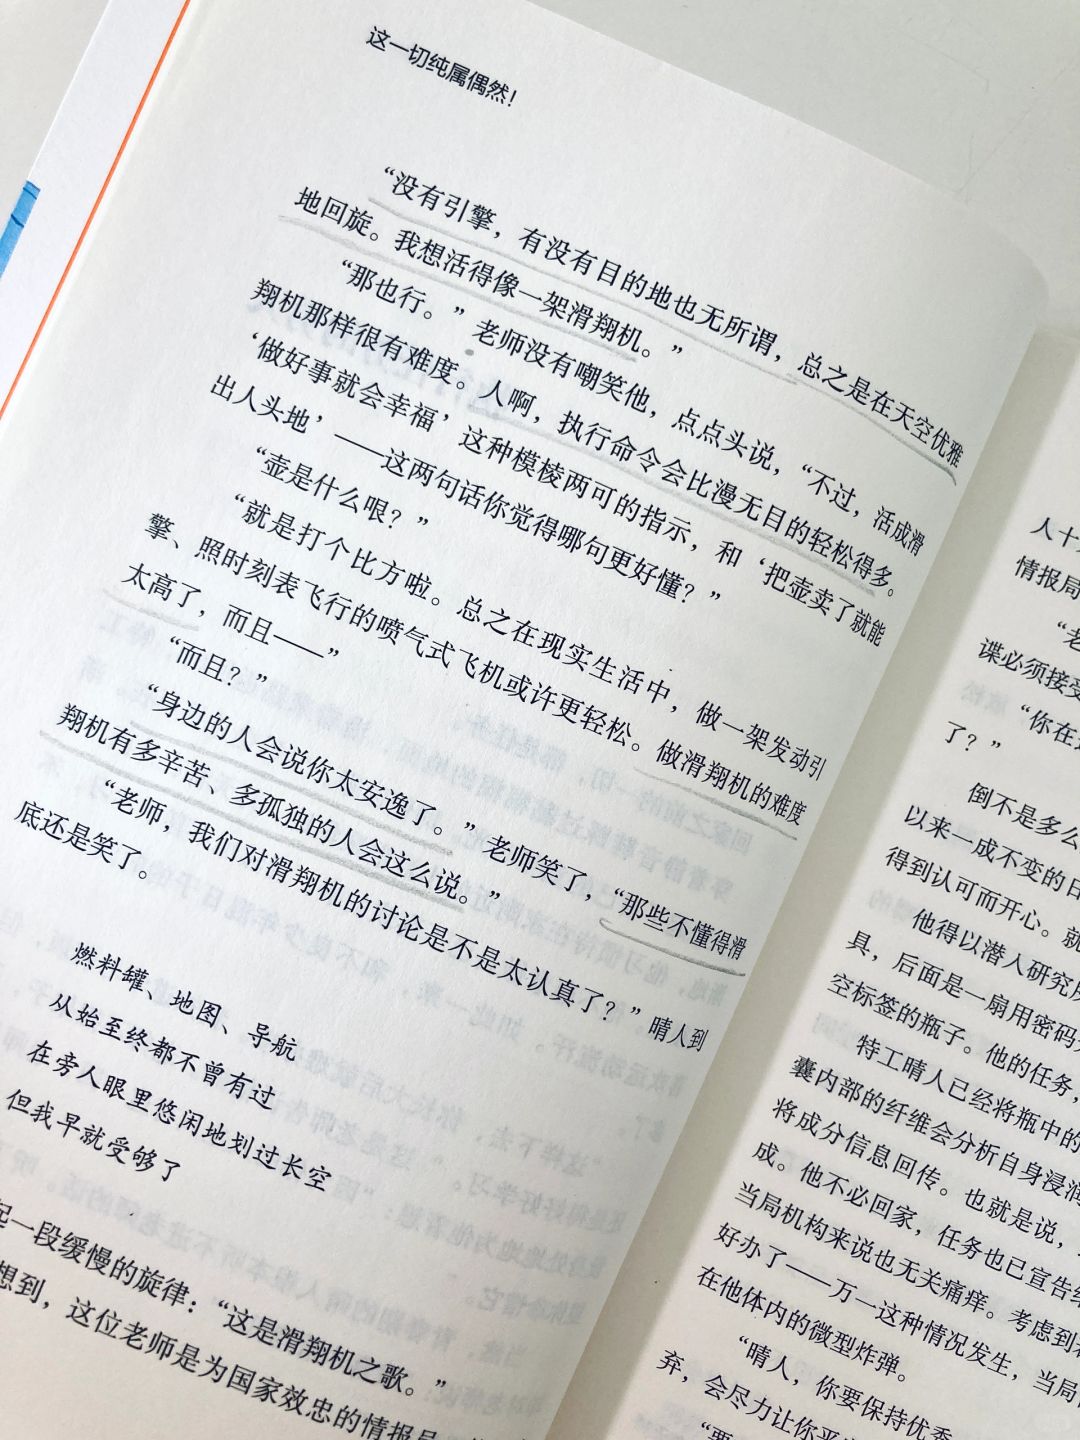 这一切纯属偶然！
“没有引擎，有没有目的地也无所谓，总之是在天空优雅
地回旋。我想活得像一架滑翔机。”
“那也行。”老师没有嘲笑他，点点头说，“不过，活成滑
翔机那样很有难度。人啊，执行命令会比漫无目的轻松得多。
‘做好事就会幸福’这种模棱两可的指示，和‘把壶卖了就能
出人头地’——这两句话你觉得哪句更好懂？”
“壶是什么哏？”
“就是打个比方啦。总之在现实生活中，做一架发动引
擎、照时刻表飞行的喷气式飞机或许更轻松。做滑翔机的难度
太高了，而且——”
“而且？”
“身边的人会说你太安逸了。”老师笑了，“那些不懂得滑
翔机有多辛苦、多孤独的人会这么说。”
“老师，我们对滑翔机的讨论是不是太认真了？”晴人到
底还是笑了。
燃料罐、地图、导航
从始至终都不曾有过
在旁人眼里悠闲地划过长空
但我早就受够了
起一段缓慢的旋律：“这是滑翔机之歌。”
想到，这位老师是为国家效忠的情报员
人十
情报局
“老
谍必须接受
“你在
了？”
倒不是多么
以来一成不变的日
得到认可而开心。就
他得以潜入研究所
具，后面是一扇用密码
空标签的瓶子。他的任务，
特工晴人已经将瓶中的
囊内部的纤维会分析自身浸润
将成分信息回传。也就是说，
成。他不必回家，任务也已宣告结
当局机构来说也无关痛痒。考虑到
好办了——万一这种情况发生，当局
在他体内的微型炸弹。
“晴人，你要保持优秀
弃，会尽力让你平